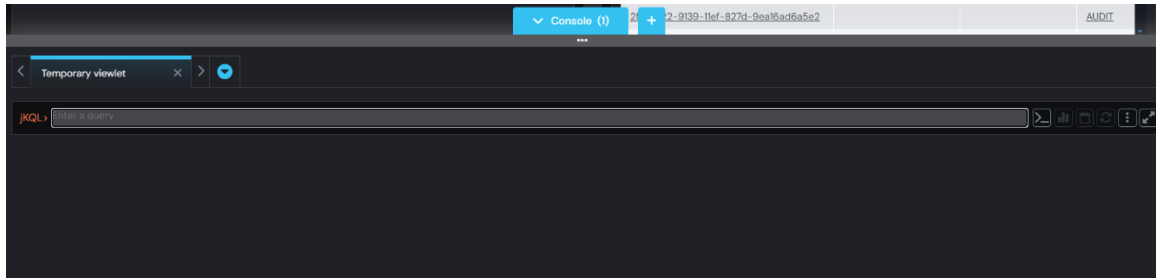 Console (1) +
2-9139-11ef-827d-9ea16ad6a5e2 AUDIT
Temporary viewlet
jKQL> Enter a query